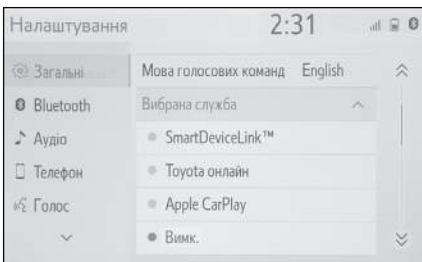 Налаштування 2:31
Загальні Мова голосових команд English
Bluetooth Вибрана служба
Аудіо SmartDeviceLink™
Телефон Toyota онлайн
Голос Apple CarPlay
Вимк.